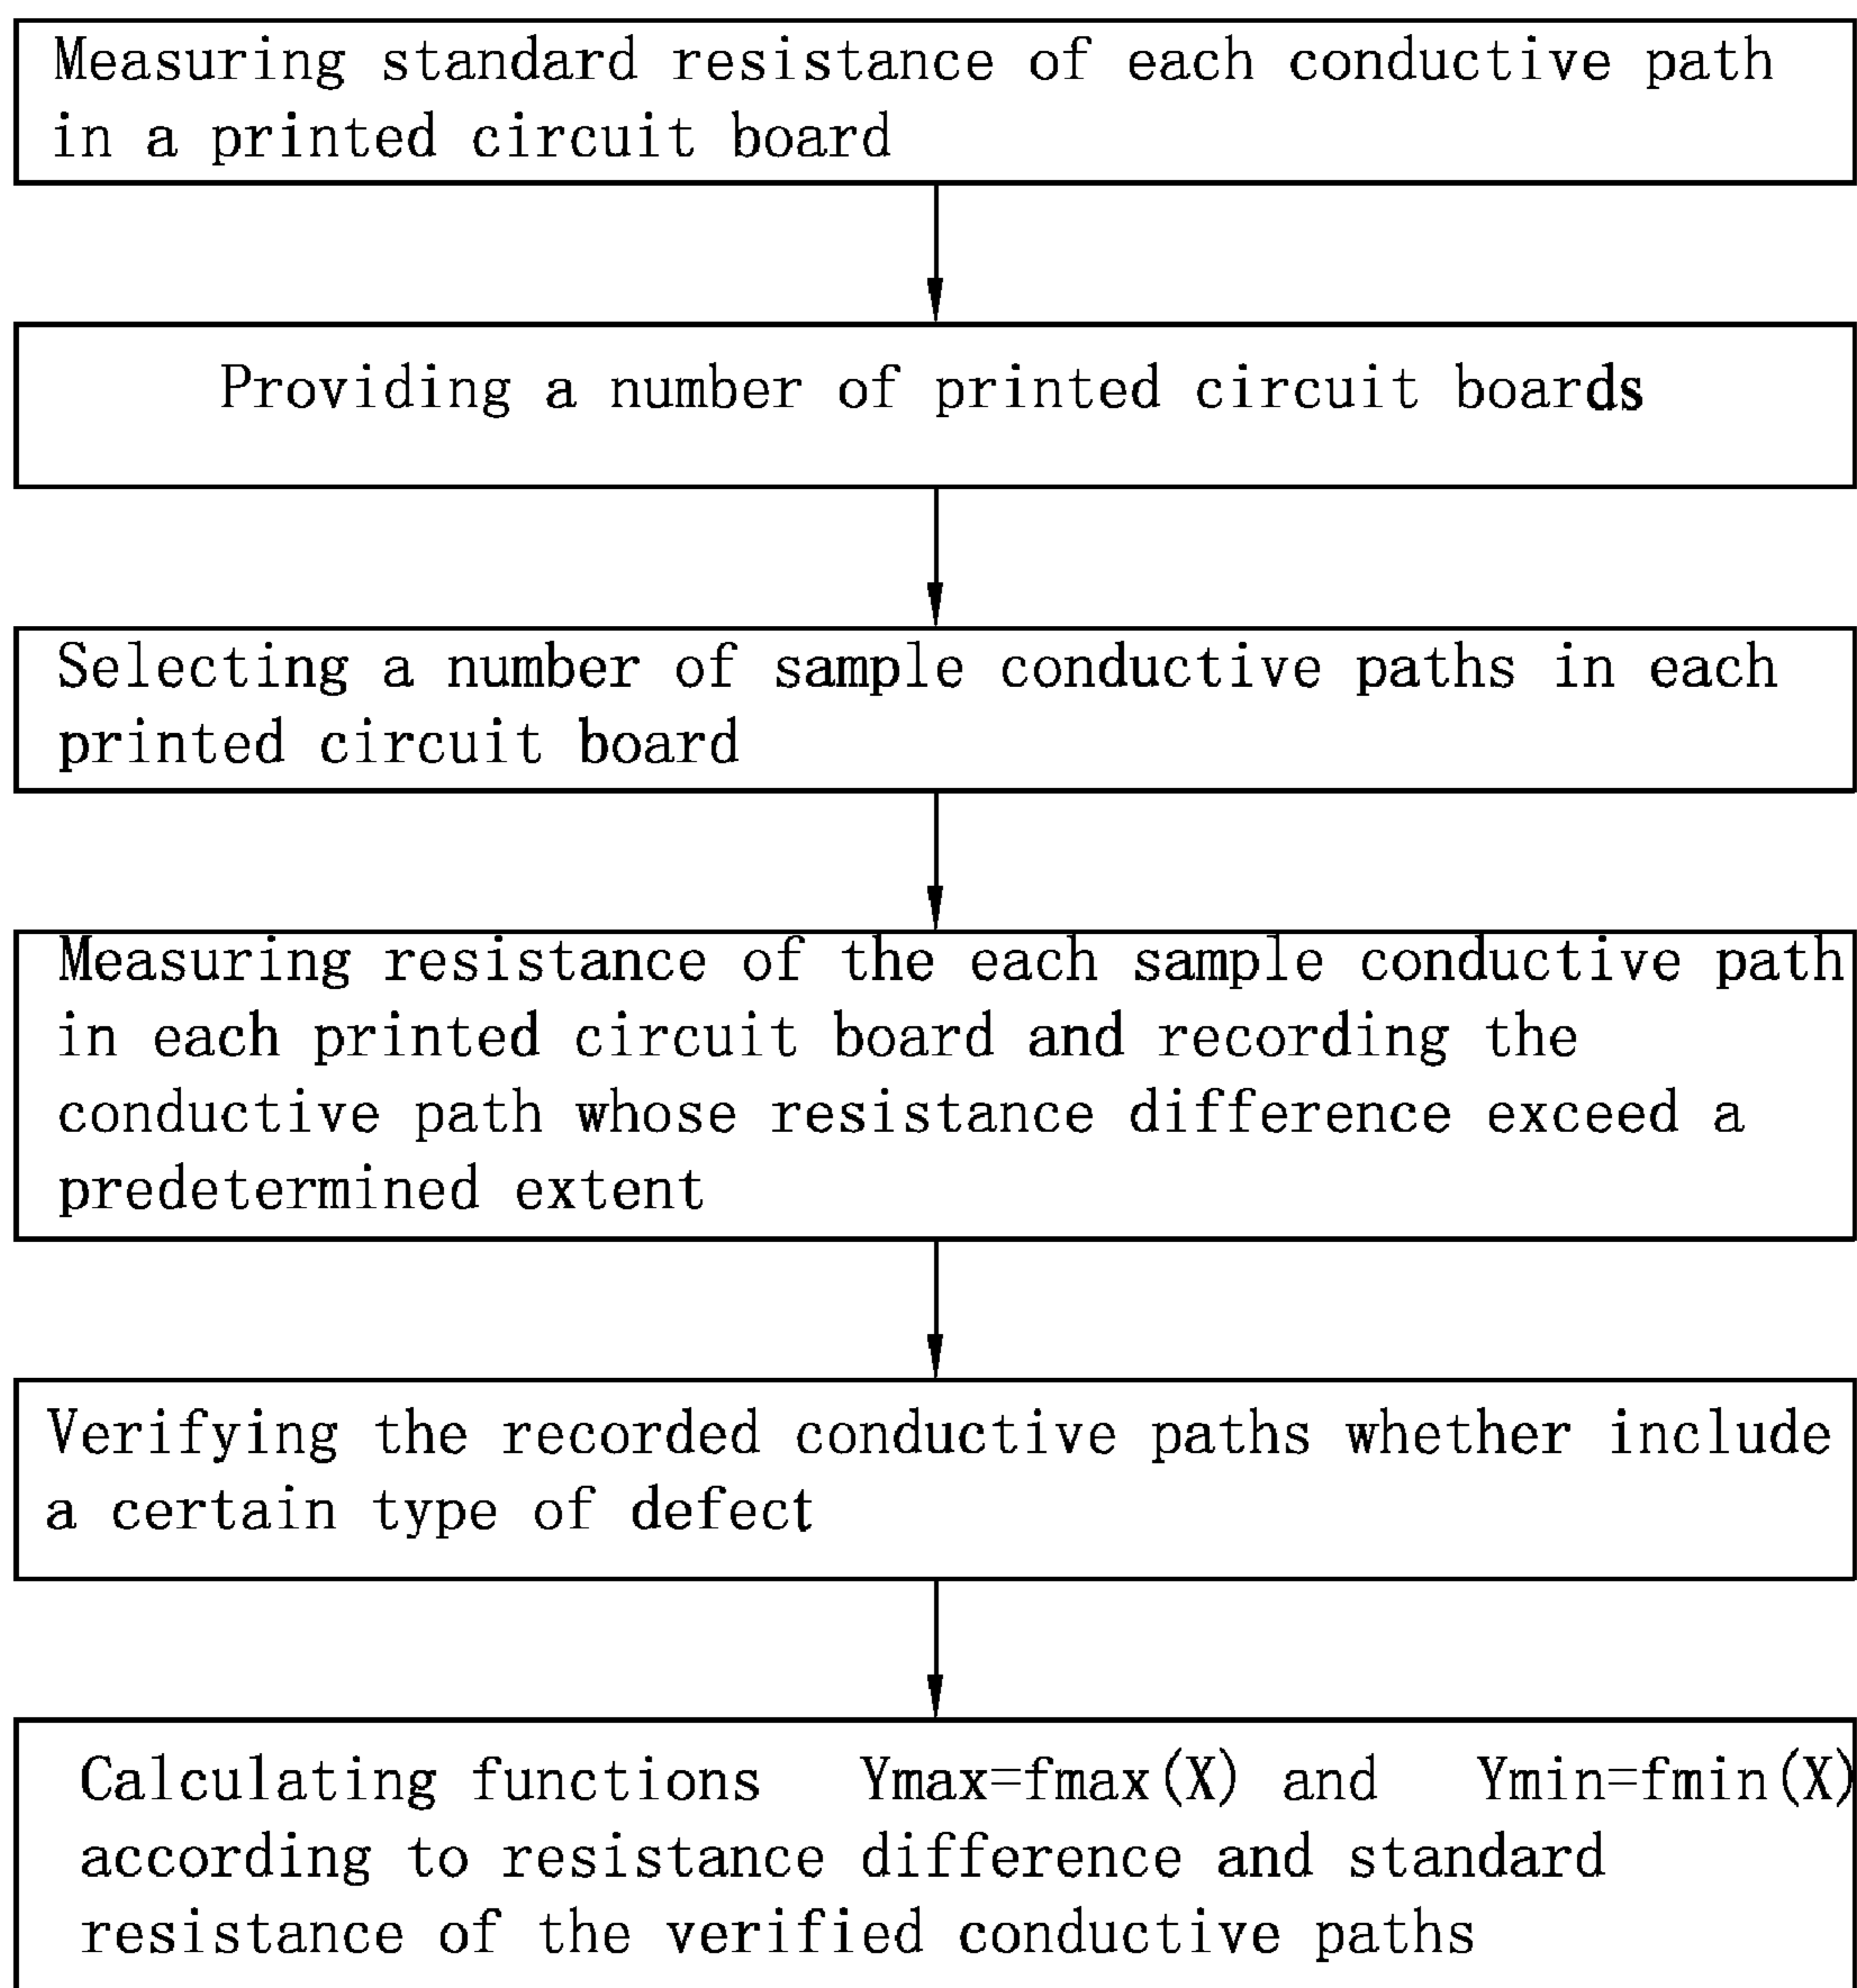 Measuring standard resistance of each conductive path
in a printed circuit board
Providing a number of printed circuit boards
Selecting a number of sample conductive paths in each
printed circuit board
Measuring resistance of the each sample conductive path
in each printed circuit board and recording the
conductive path whose resistance difference exceed a
predetermined extent
Verifying the recorded conductive paths whether include
a certain type of defect
Calculating functions Ymax=fmax(X) and Ymin=fmin(X)
according to resistance difference and standard
resistance of the verified conductive paths